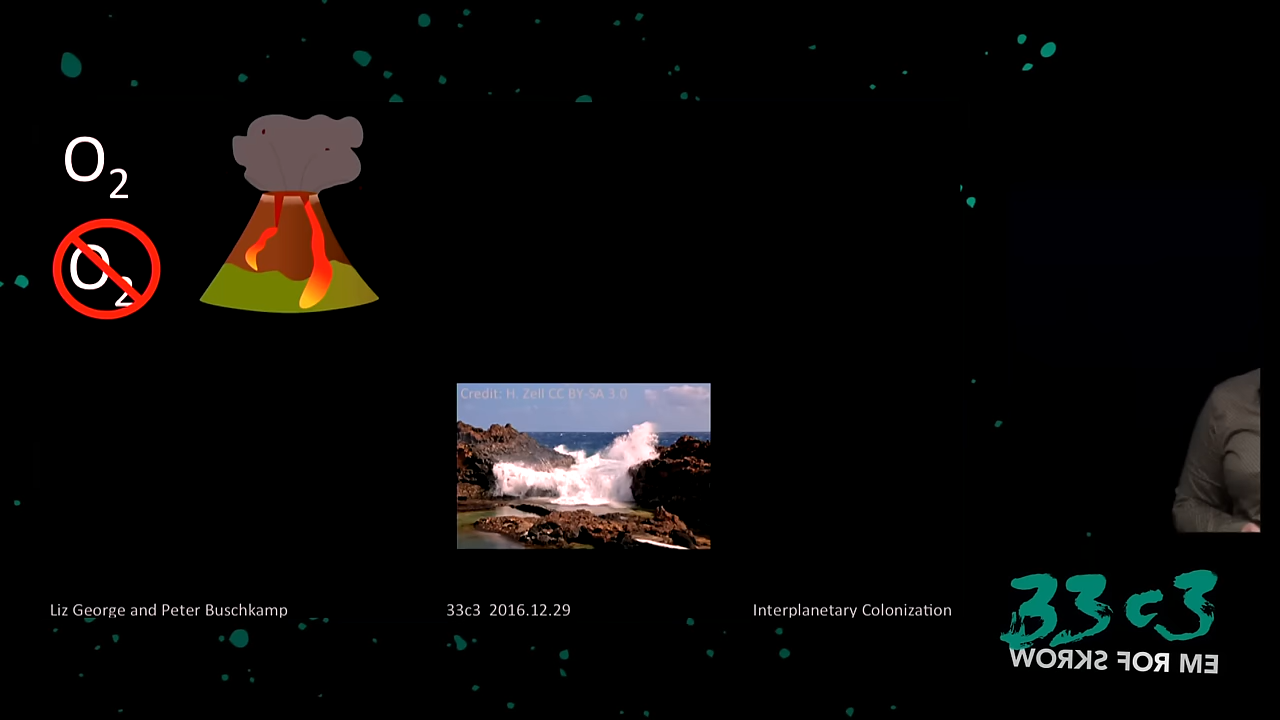 O2
O2
Credit: H. Zell CC BY-SA 3 0
Liz George and Peter Buschkamp
33c3 2016.12.29
Interplanetary Colonization
33c3
WORKS FOR ME